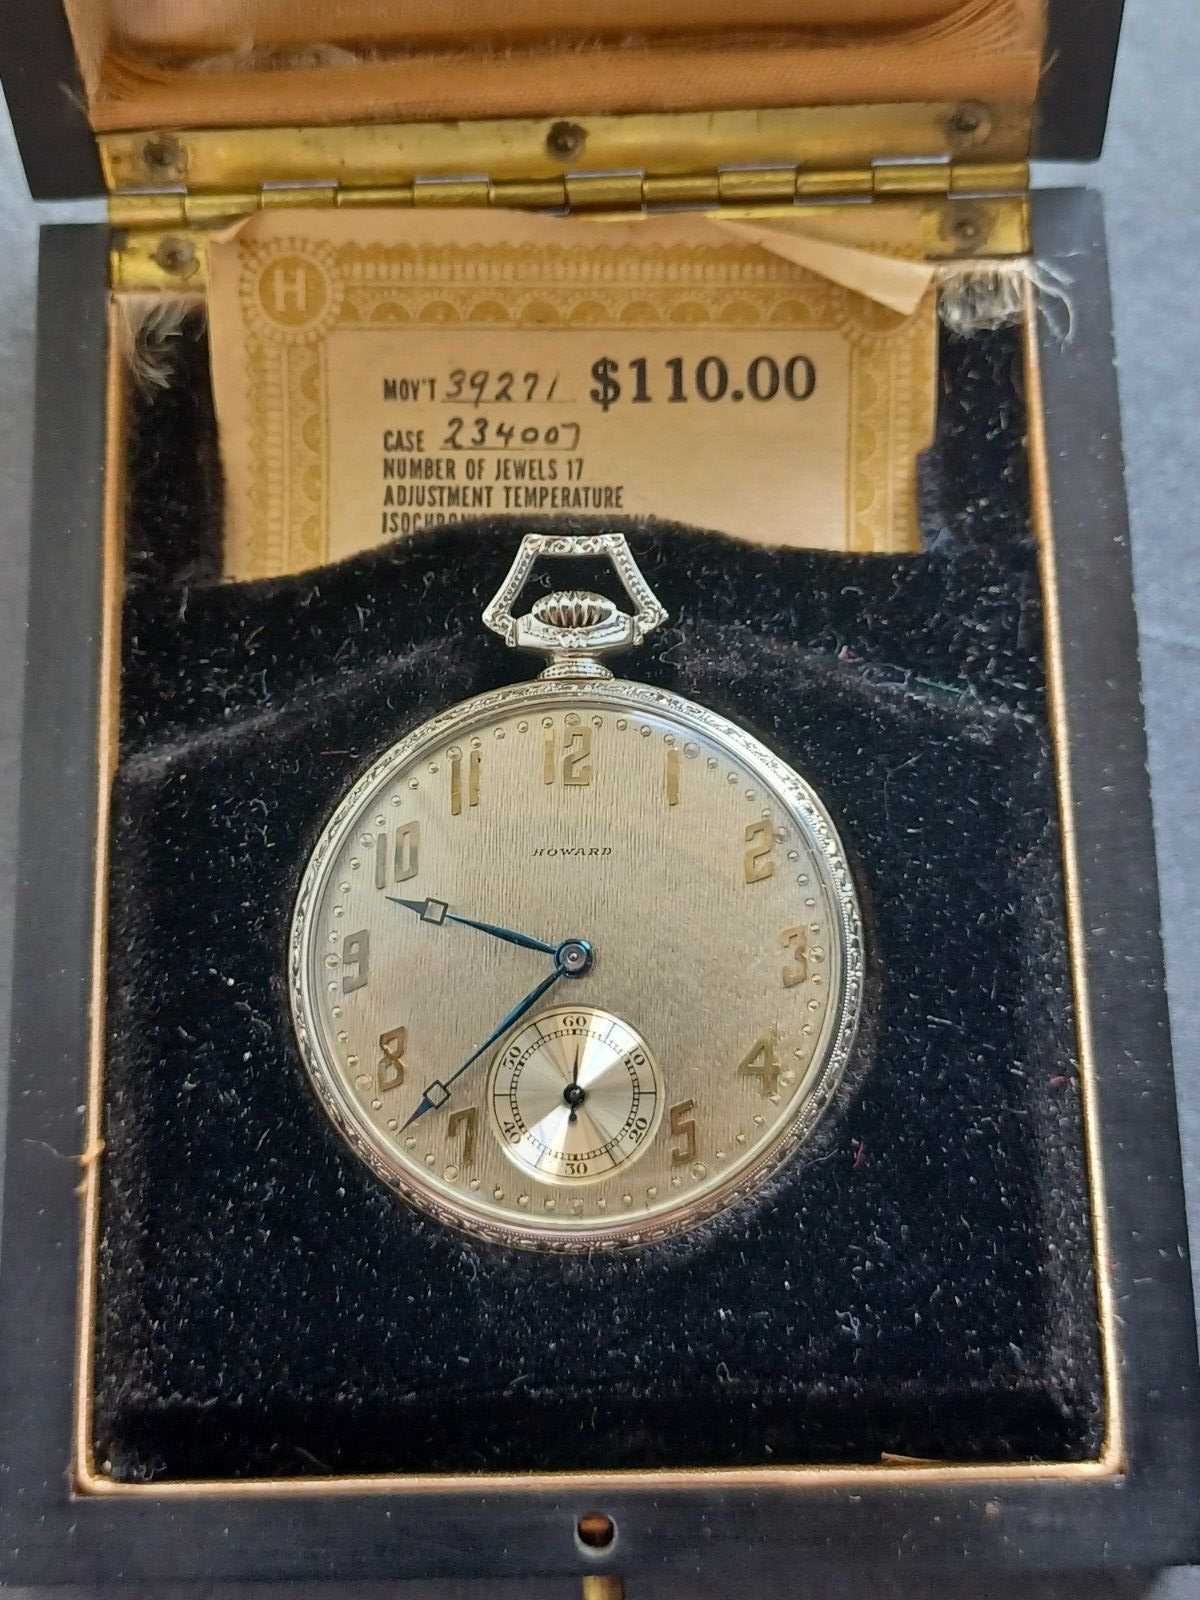 H
MOV'T 39271 $110.00
CASE 234007
NUMBER OF JEWELS 17
ADJUSTMENT TEMPERATURE
12
11 1
10 2
HOWARD
9 3
8 4
7 5
60
50 10
40 20
30